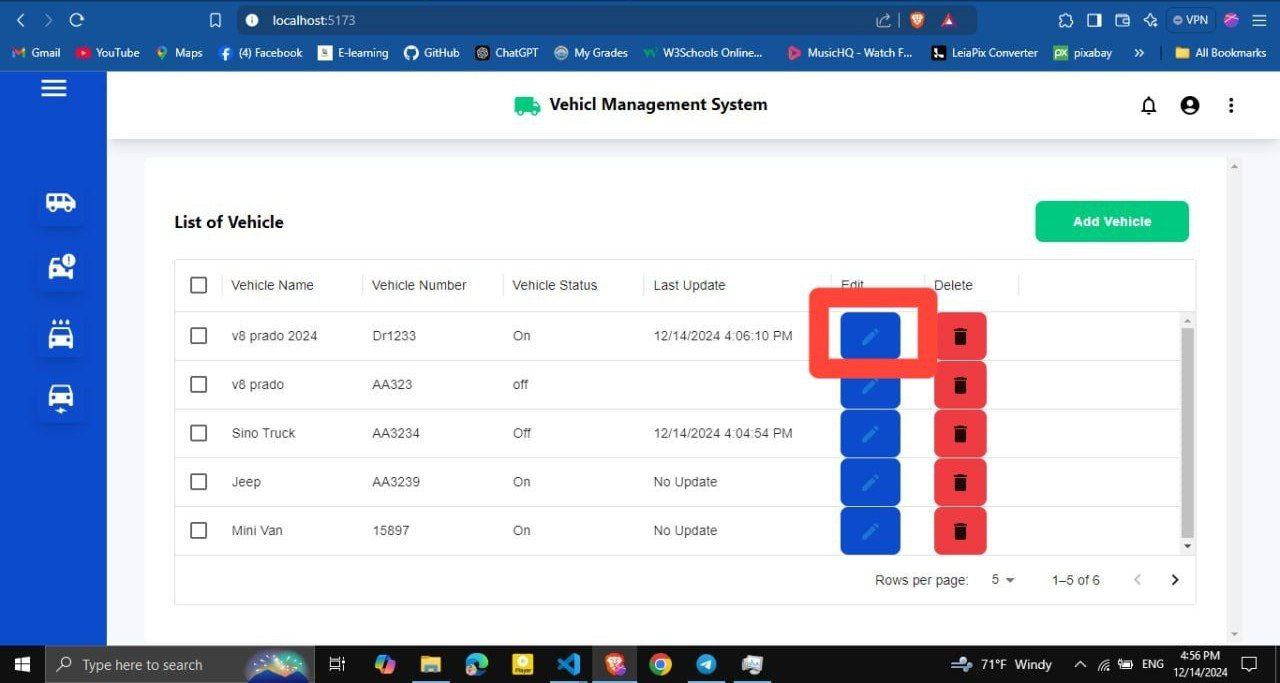 localhost:5173
VPN
Gmail YouTube Maps (4) Facebook E-learning GitHub ChatGPT My Grades W3Schools Online... MusicHQ - Watch F... LeiaPix Converter pixabay » All Bookmarks
Vehicl Management System
List of Vehicle
Add Vehicle
Vehicle Name Vehicle Number Vehicle Status Last Update Edit Delete
v8 prado 2024 Dr1233 On 12/14/2024 4:06:10 PM
v8 prado AA323 off
Sino Truck AA3234 Off 12/14/2024 4:04:54 PM
Jeep AA3239 On No Update
Mini Van 15897 On No Update
Rows per page: 5 1–5 of 6
Type here to search
71°F Windy
ENG
4:56 PM
12/14/2024